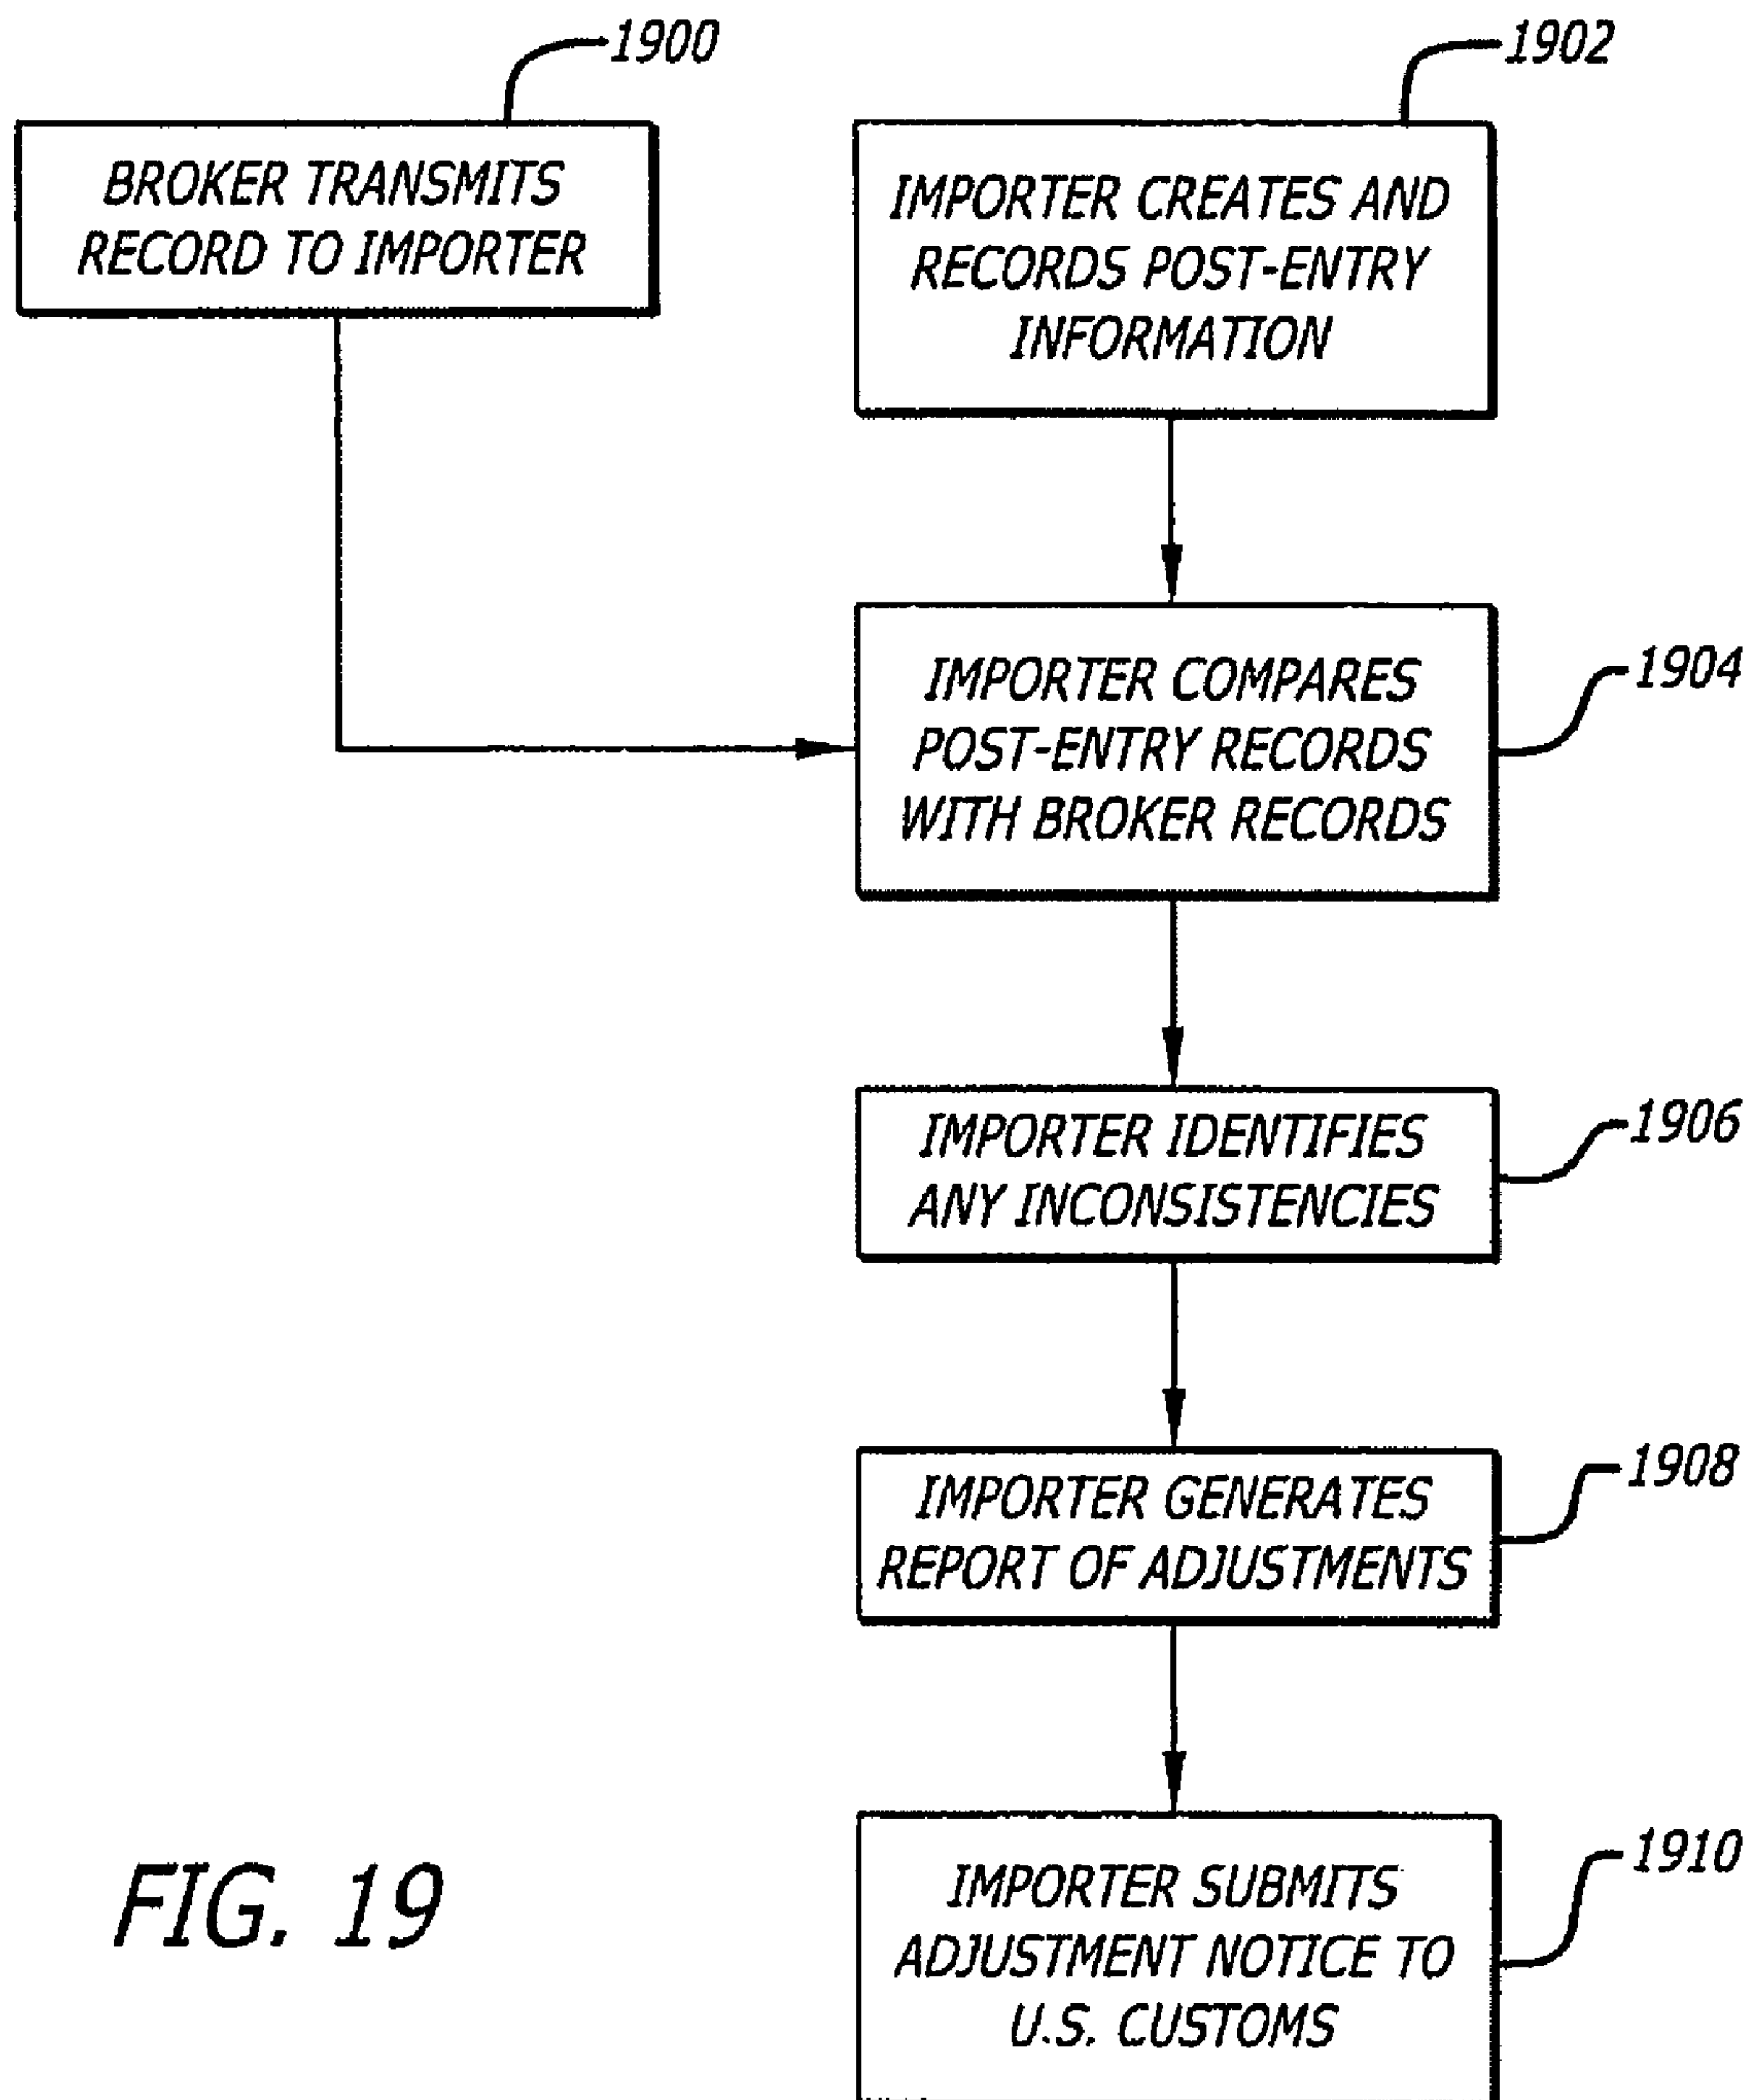 1900
BROKER TRANSMITS
RECORD TO IMPORTER
1902
IMPORTER CREATES AND
RECORDS POST-ENTRY
INFORMATION
1904
IMPORTER COMPARES
POST-ENTRY RECORDS
WITH BROKER RECORDS
1906
IMPORTER IDENTIFIES
ANY INCONSISTENCIES
1908
IMPORTER GENERATES
REPORT OF ADJUSTMENTS
1910
IMPORTER SUBMITS
ADJUSTMENT NOTICE TO
U.S. CUSTOMS
FIG. 19